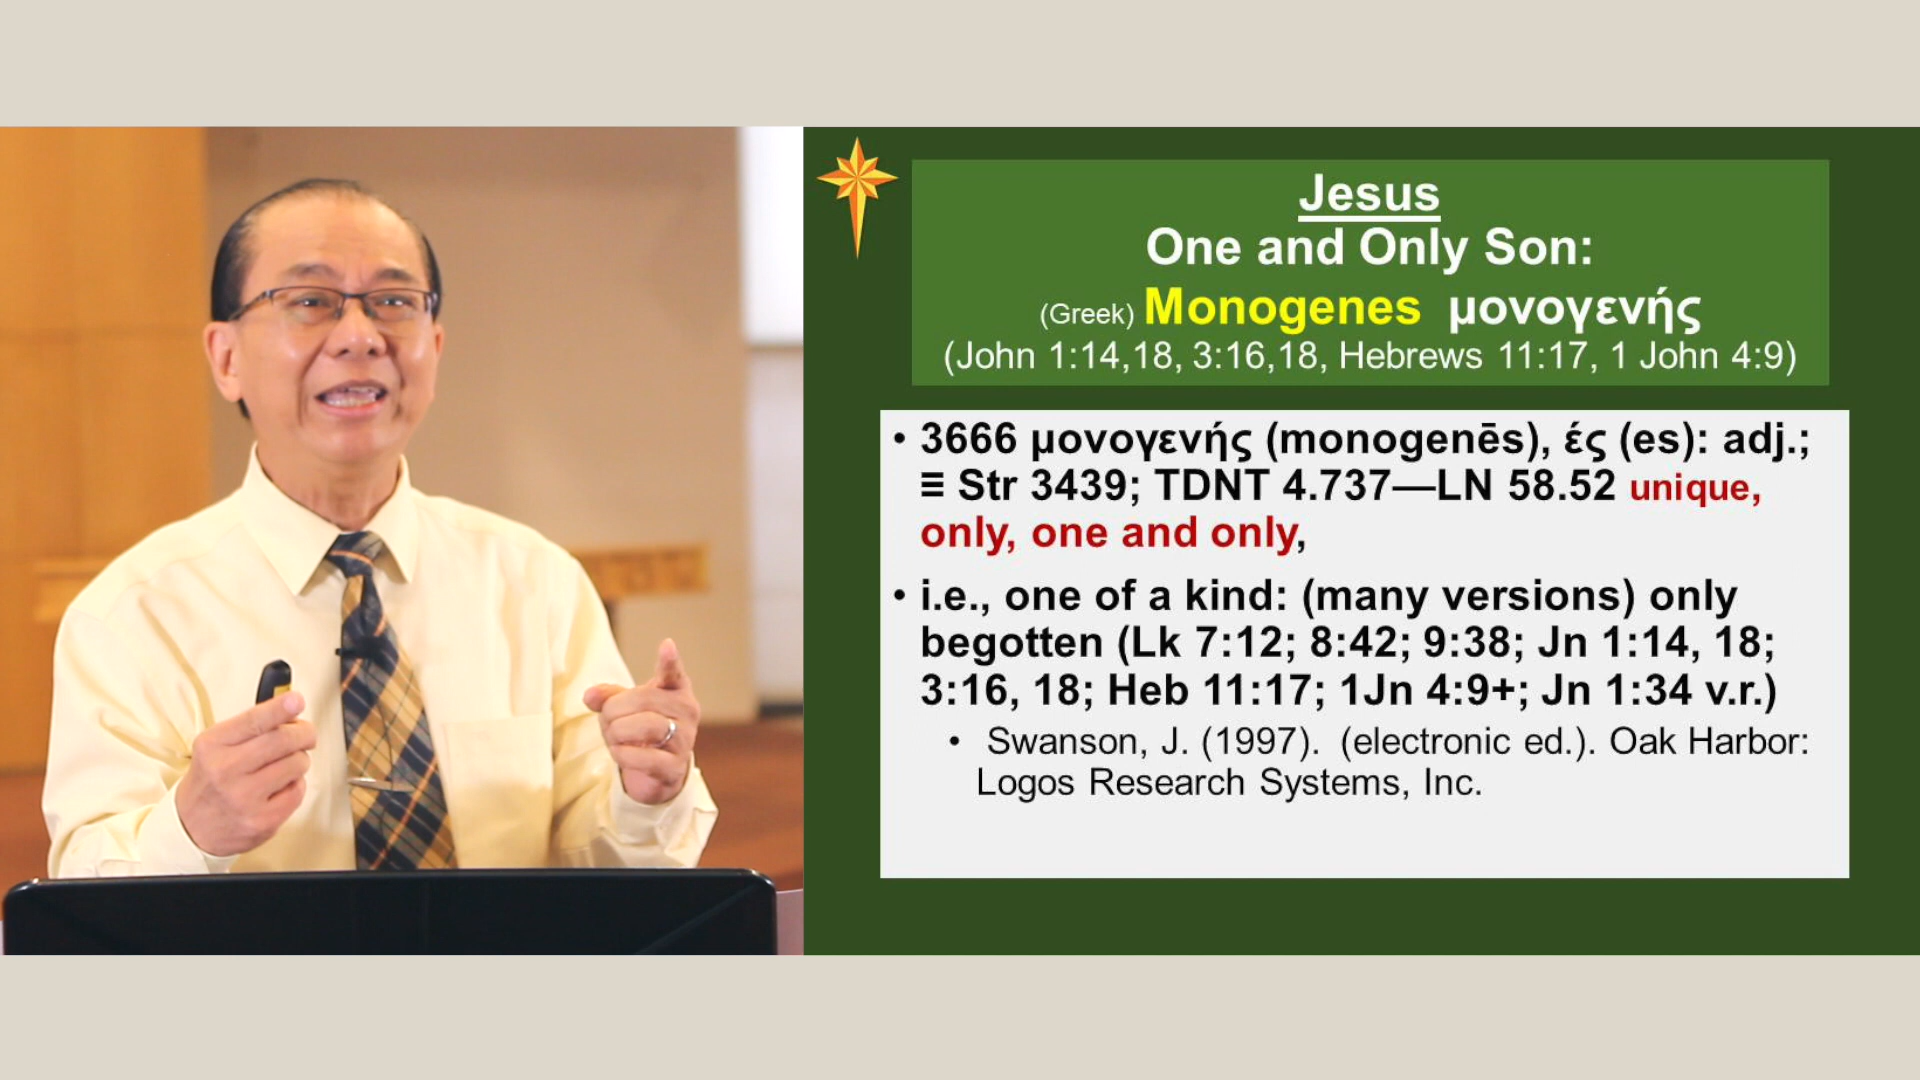 Jesus
One and Only Son:
(Greek) Monogenes μονογενής
(John 1:14,18, 3:16,18, Hebrews 11:17, 1 John 4:9)
• 3666 μονογενής (monogenēs), ές (es): adj.;
≡ Str 3439; TDNT 4.737—LN 58.52 unique,
only, one and only,
• i.e., one of a kind: (many versions) only
begotten (Lk 7:12; 8:42; 9:38; Jn 1:14, 18;
3:16, 18; Heb 11:17; 1Jn 4:9+; Jn 1:34 v.r.)
• Swanson, J. (1997). (electronic ed.). Oak Harbor:
Logos Research Systems, Inc.